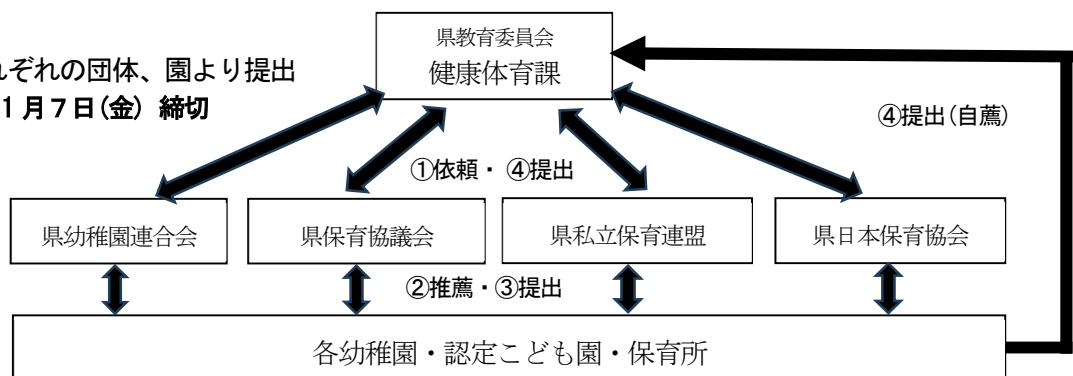 県教育委員会
健康体育課
れぞれの団体、園より提出
1月7日(金) 締切
④提出(自薦)
①依頼・ ④提出
県幼稚園連合会
県保育協議会
県私立保育連盟
県日本保育協会
②推薦・③提出
各幼稚園・認定こども園・保育所